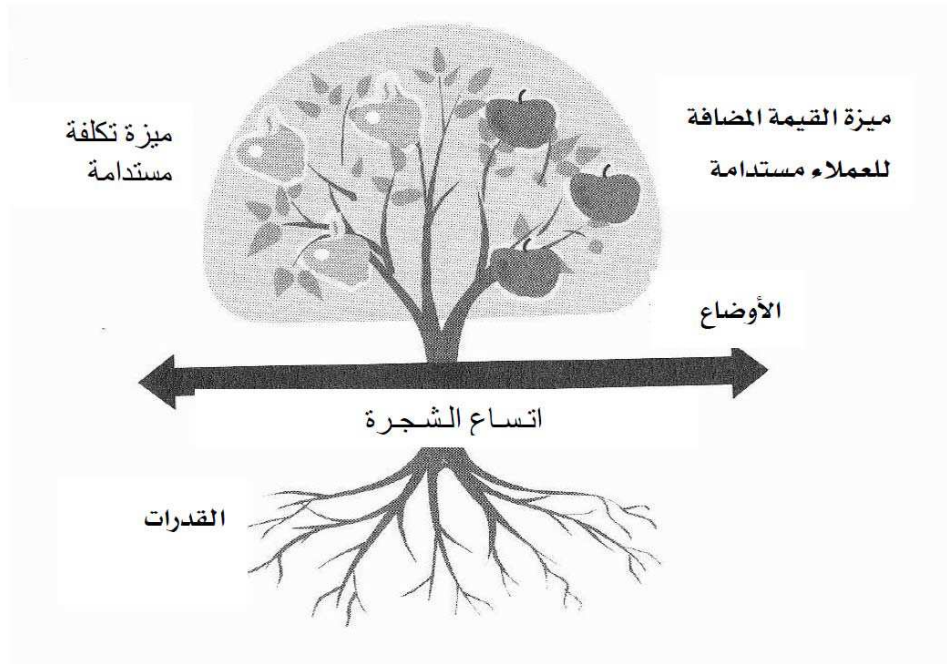 ميزة القيمة المضافة
للعملاء مستدامة
ميزة تكلفة
مستدامة
الأوضاع
اتساع الشجرة
القدرات